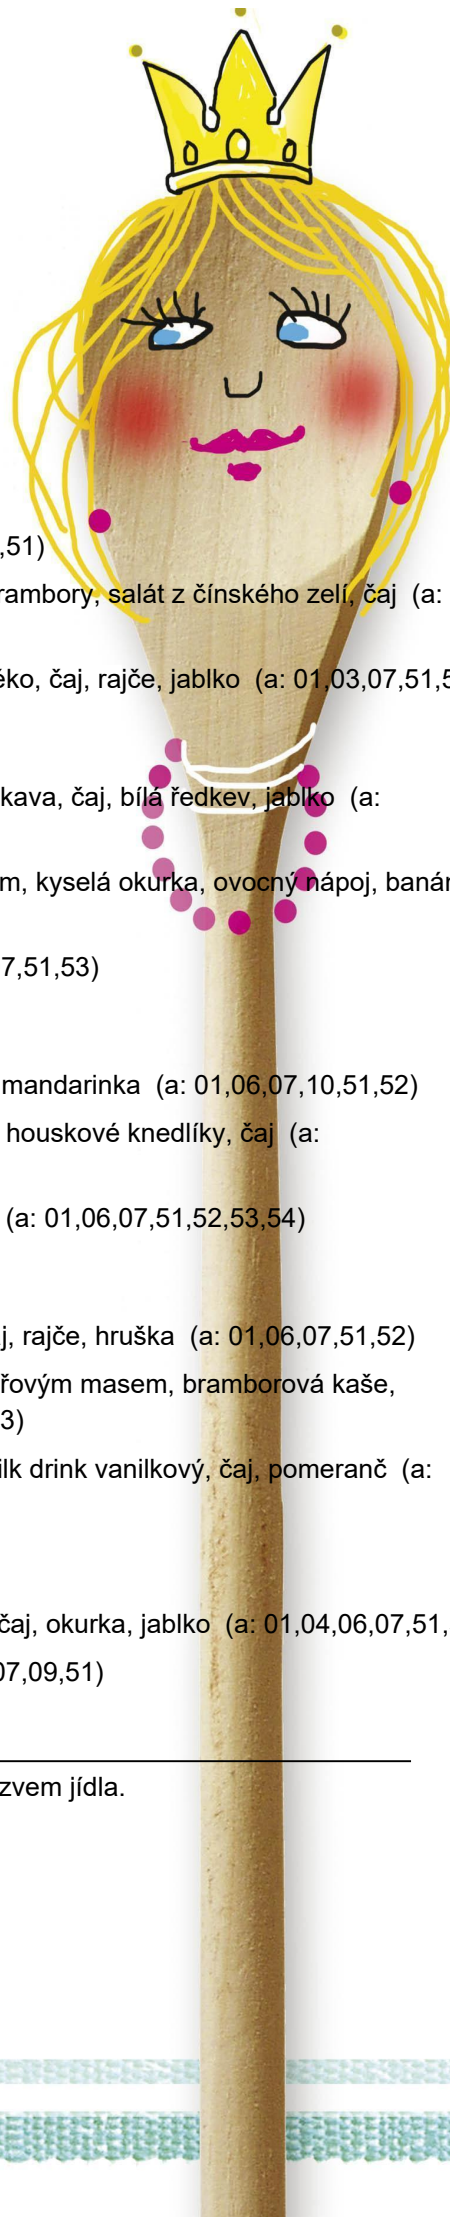 ,51)
rambory, salát z čínského zelí, čaj (a:
éko, čaj, rajče, jablko (a: 01,03,07,51,5
kava, čaj, bílá ředkev, jablko (a:
m, kyselá okurka, ovocný nápoj, banán
7,51,53)
mandarinka (a: 01,06,07,10,51,52)
houskové knedlíky, čaj (a:
(a: 01,06,07,51,52,53,54)
j, rajče, hruška (a: 01,06,07,51,52)
řovým masem, bramborová kaše,
3)
ilk drink vanilkový, čaj, pomeranč (a:
čaj, okurka, jablko (a: 01,04,06,07,51,
07,09,51)
zvem jídla.